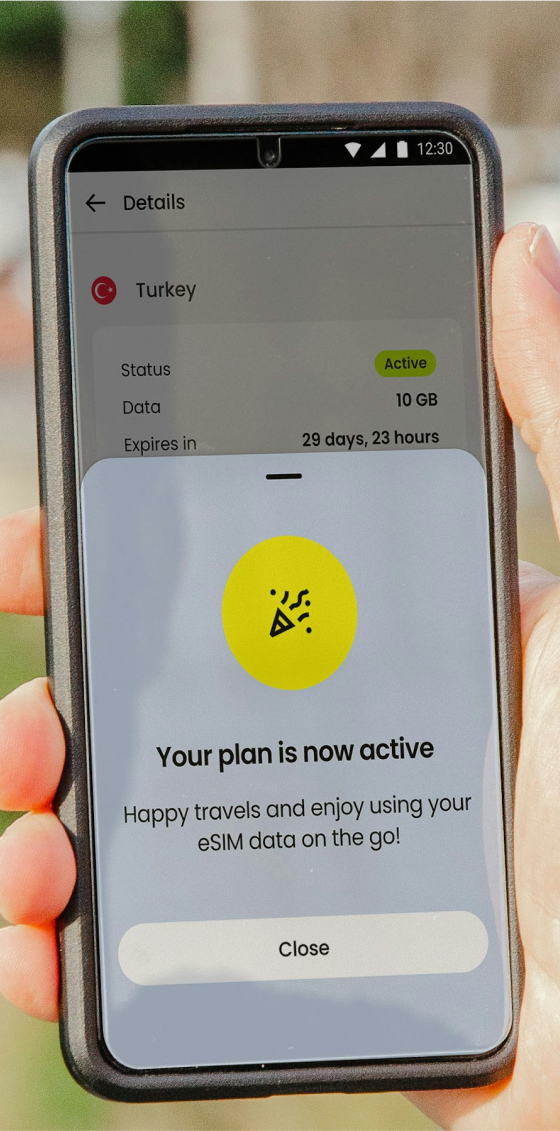 12:30
Details
Turkey
Status Active
Data 10 GB
Expires in 29 days, 23 hours
Your plan is now active
Happy travels and enjoy using your
eSIM data on the go!
Close